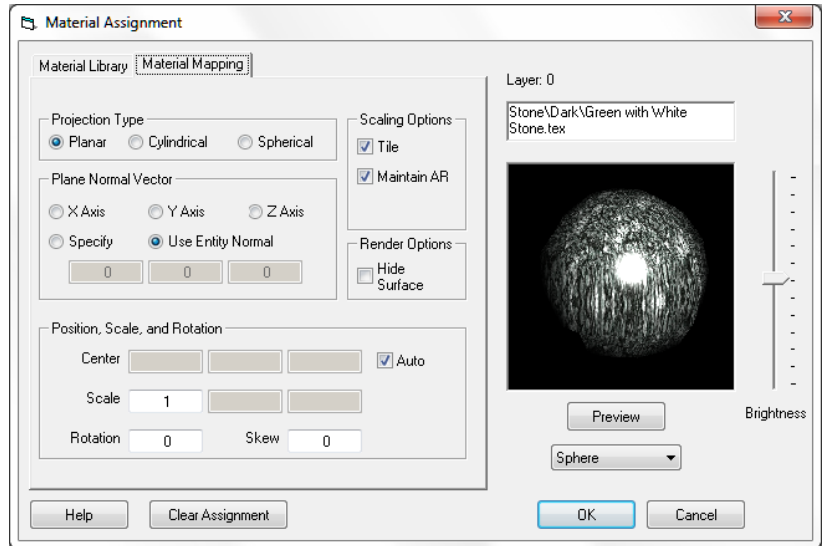 Material Assignment
Material Library
Material Mapping
Projection Type
Planar
Cylindrical
Spherical
Plane Normal Vector
X Axis
Y Axis
Z Axis
Specify
Use Entity Normal
0
0
0
Scaling Options
Tile
Maintain AR
Render Options
Hide
Surface
Position, Scale, and Rotation
Center
Auto
Scale
1
Rotation
0
Skew
0
Layer: 0
Stone\Dark\Green with White
Stone.tex
Brightness
Preview
Sphere
Help
Clear Assignment
OK
Cancel